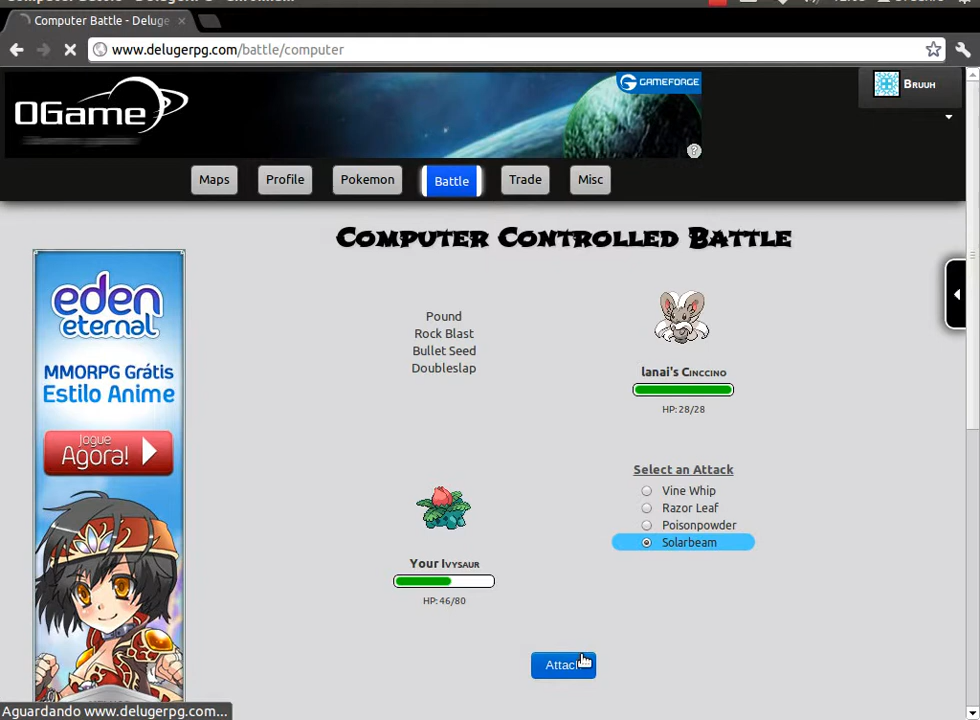 Computer Battle - Deluge
www.delugerpg.com/battle/computer
OGAME
GAMEFORGE
?
BRUUH
Maps
Profile
Pokemon
Battle
Trade
Misc
COMPUTER CONTROLLED BATTLE
Pound
Rock Blast
Bullet Seed
Doubleslap
lanai's CINCCINO
HP: 28/28
Select an Attack
Vine Whip
Razor Leaf
Poisonpowder
Solarbeam
Your IVYSAUR
HP: 46/80
Attack
eden
eternal
MMORPG Grátis
Estilo Anime
Jogue
Agora!
Aguardando www.delugerpg.com...